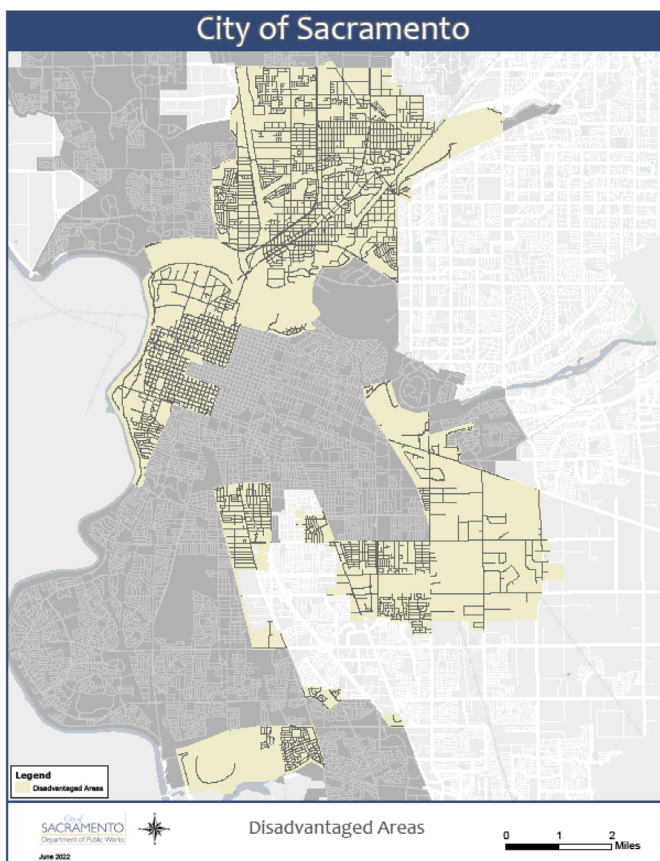 City of Sacramento
Legend
Disadvantaged Areas
City of
SACRAMENTO
Department of Public Works
June 2022
Disadvantaged Areas
0 1 2
Miles